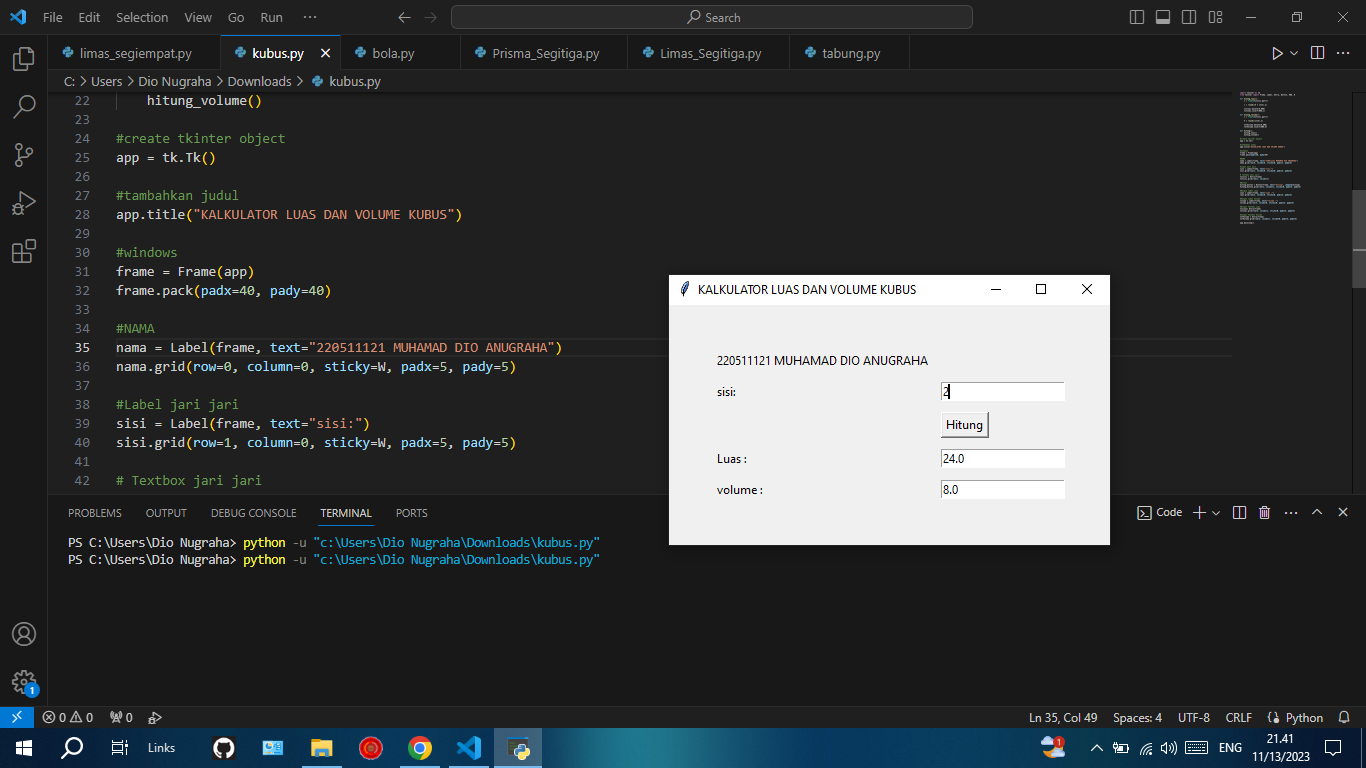 File Edit Selection View Go Run ··· Search
limas_segiempat.py kubus.py bola.py Prisma_Segitiga.py Limas_Segitiga.py tabung.py
C: > Users > Dio Nugraha > Downloads > kubus.py
22 hitung_volume()
23
24 #create tkinter object
25 app = tk.Tk()
26
27 #tambahkan judul
28 app.title("KALKULATOR LUAS DAN VOLUME KUBUS")
29
30 #windows
31 frame = Frame(app)
32 frame.pack(padx=40, pady=40)
33
34 #NAMA
35 nama = Label(frame, text="220511121 MUHAMAD DIO ANUGRAHA")
36 nama.grid(row=0, column=0, sticky=W, padx=5, pady=5)
37
38 #Label jari jari
39 sisi = Label(frame, text="sisi:")
40 sisi.grid(row=1, column=0, sticky=W, padx=5, pady=5)
41
42 # Textbox jari jari
KALKULATOR LUAS DAN VOLUME KUBUS
220511121 MUHAMAD DIO ANUGRAHA
sisi: 2
Hitung
Luas : 24.0
volume : 8.0
PROBLEMS OUTPUT DEBUG CONSOLE TERMINAL PORTS Code
PS C:\Users\Dio Nugraha> python -u "c:\Users\Dio Nugraha\Downloads\kubus.py"
PS C:\Users\Dio Nugraha> python -u "c:\Users\Dio Nugraha\Downloads\kubus.py"
1
0 0 0 Ln 35, Col 49 Spaces: 4 UTF-8 CRLF Python
Links 1 ENG 21.41
11/13/2023